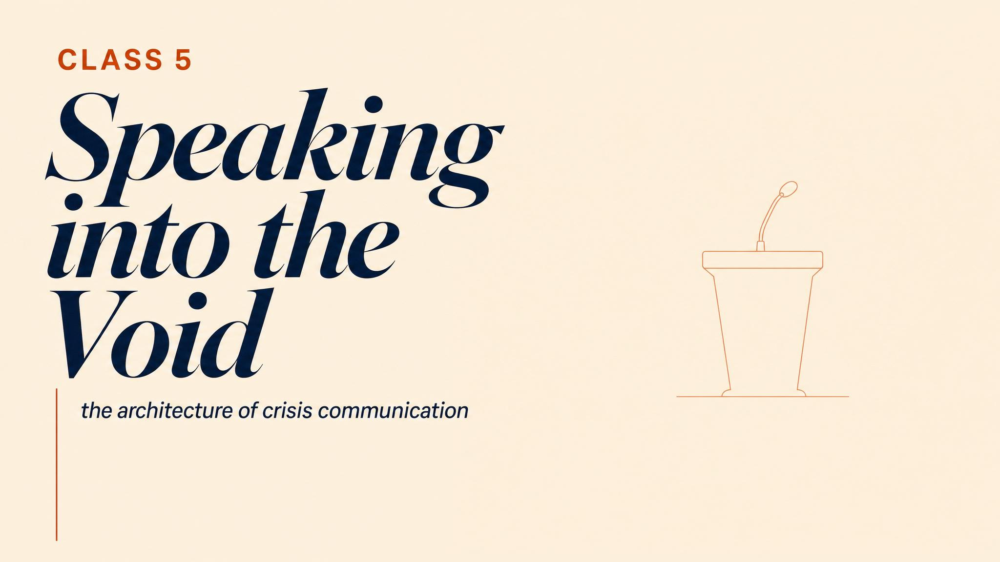 CLASS 5
Speaking
into the
Void
the architecture of crisis communication